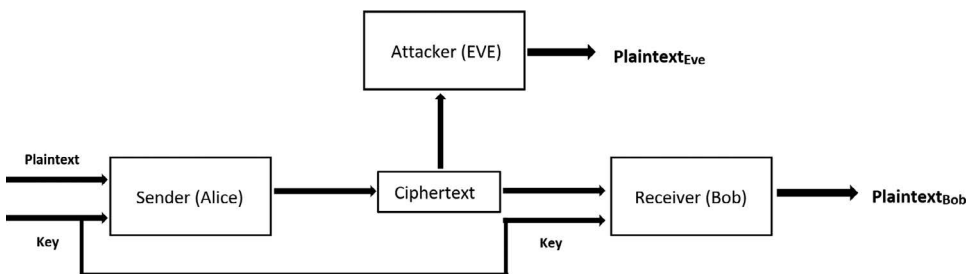 Attacker (EVE)
PlaintextEve
Plaintext
Sender (Alice)
Ciphertext
Receiver (Bob)
PlaintextBob
Key
Key